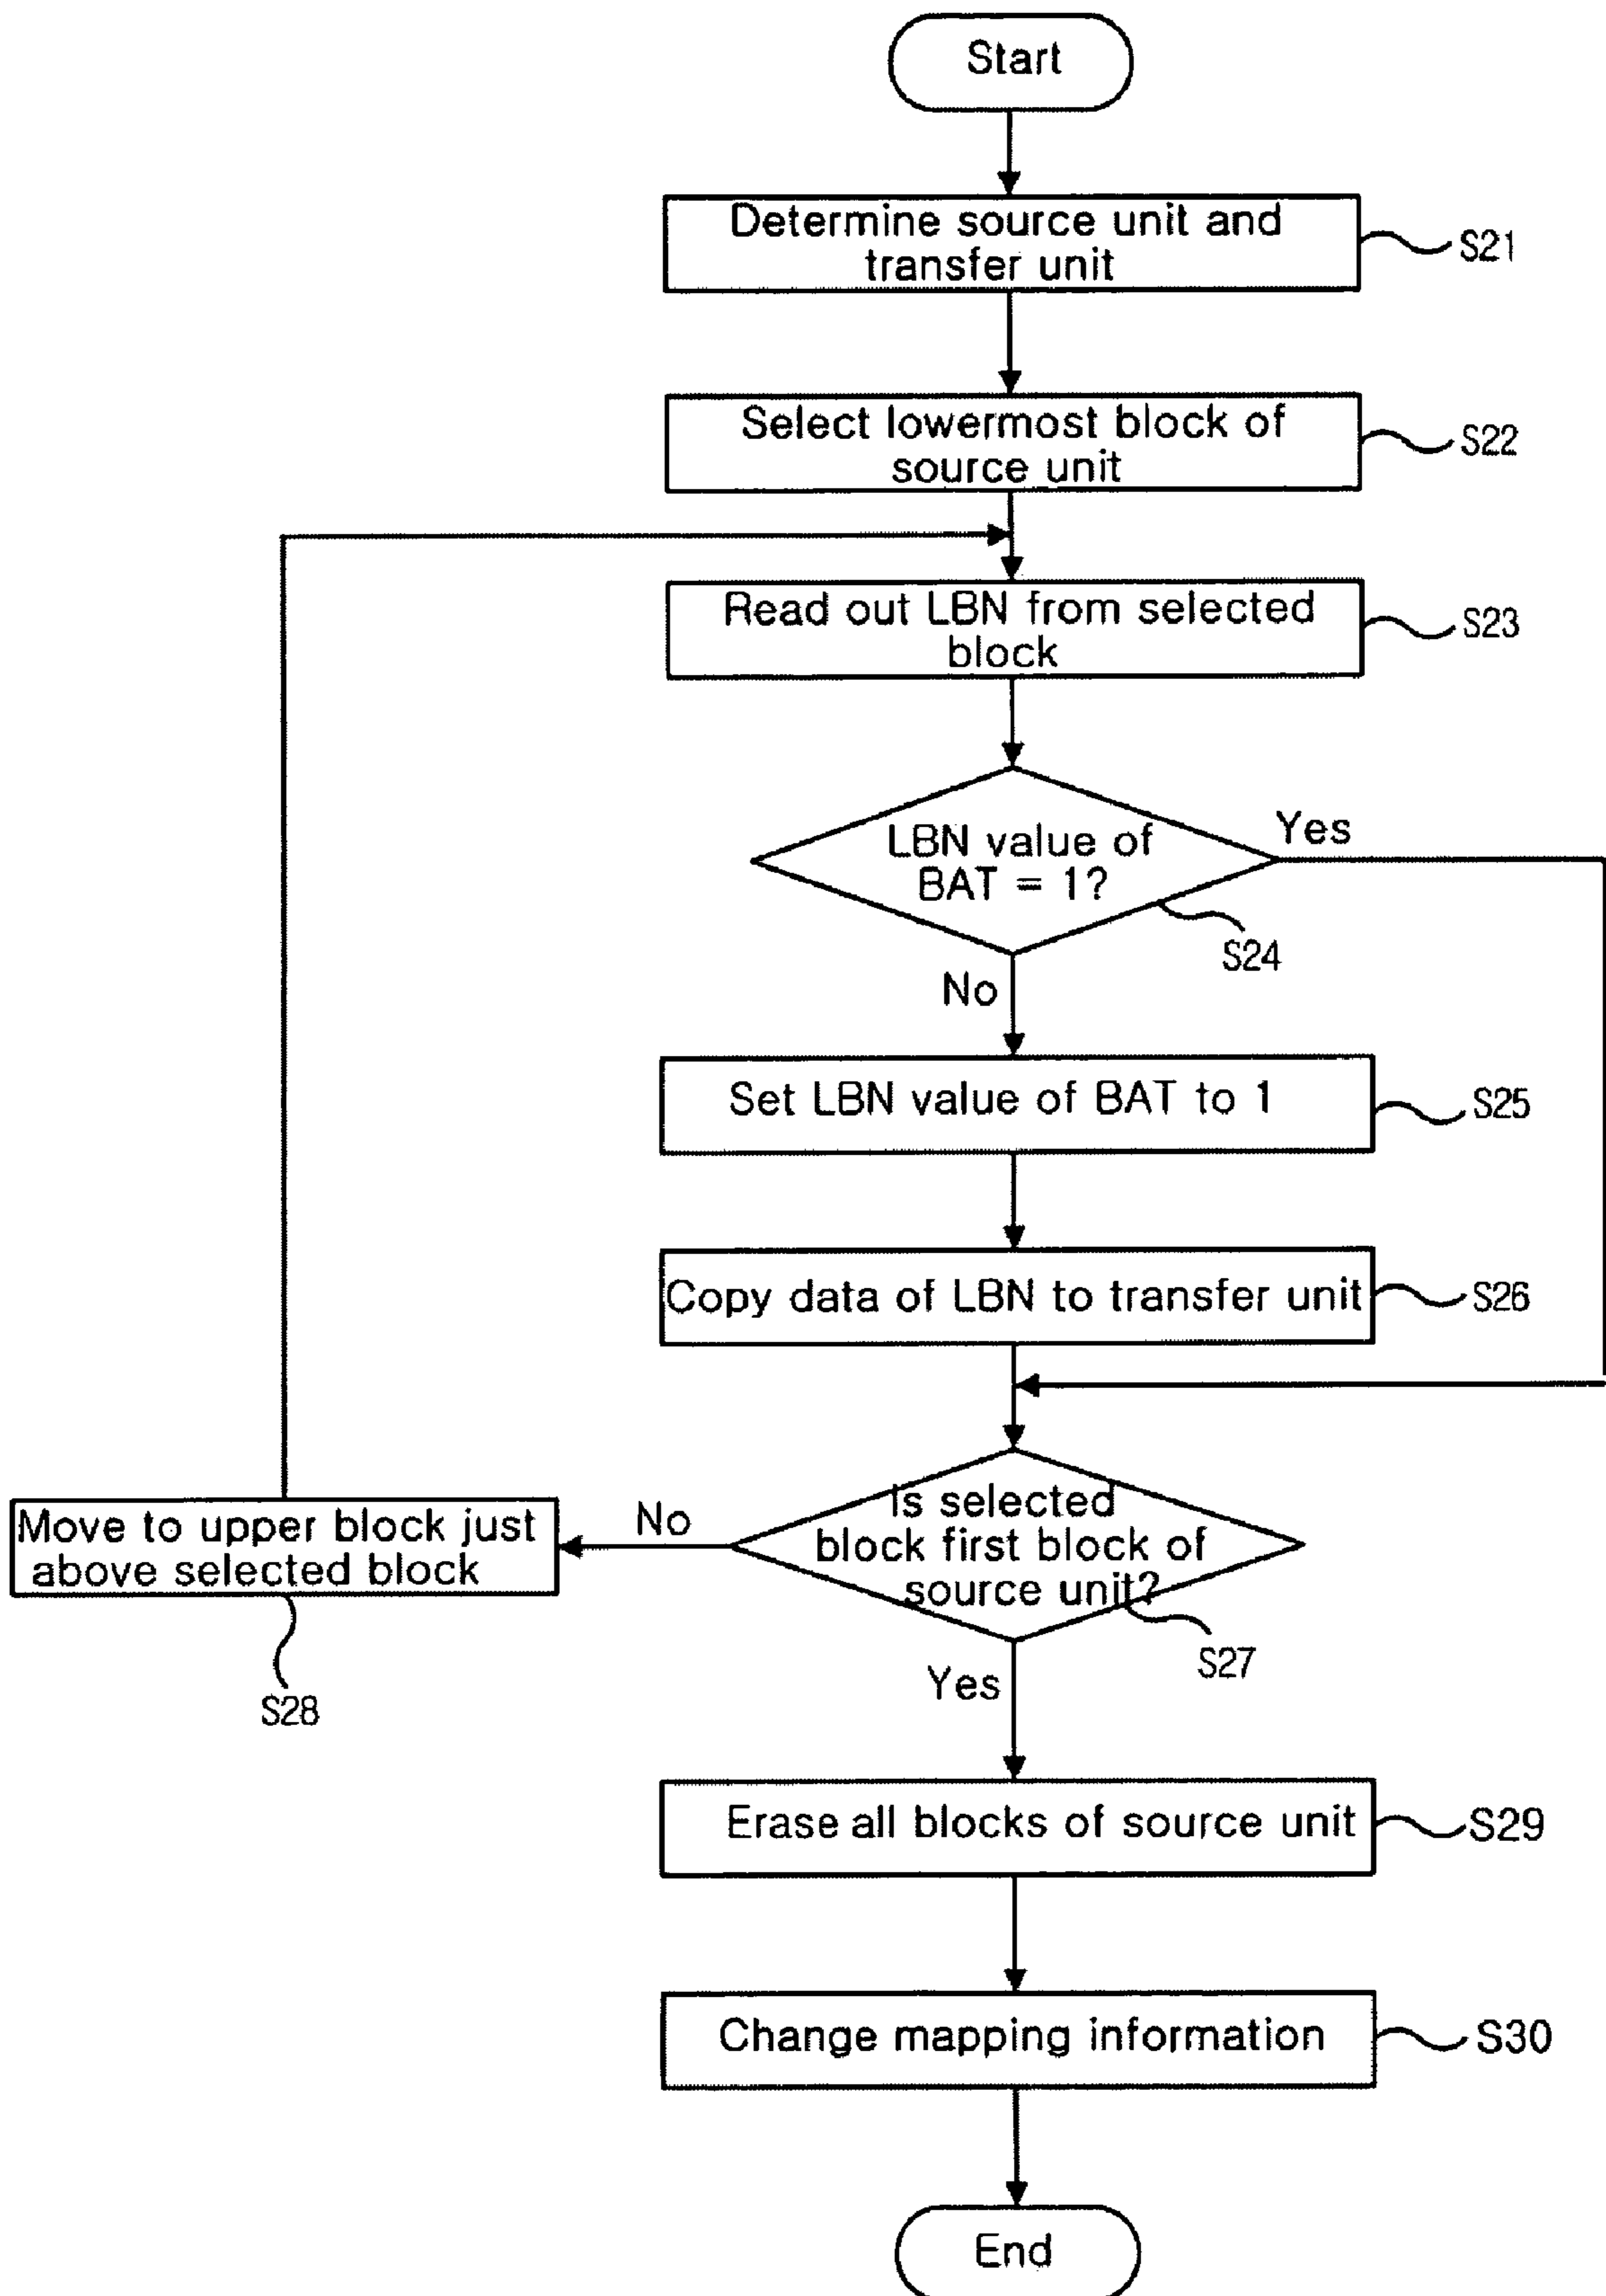 Start
Determine source unit and
transfer unit
S21
Select lowermost block of
source unit
S22
Read out LBN from selected
block
S23
LBN value of
BAT = 1?
Yes
S24
No
Set LBN value of BAT to 1
S25
Copy data of LBN to transfer unit
S26
Is selected
block first block of
source unit?
No
Move to upper block just
above selected block
S27
S28
Yes
Erase all blocks of source unit
S29
Change mapping information
S30
End